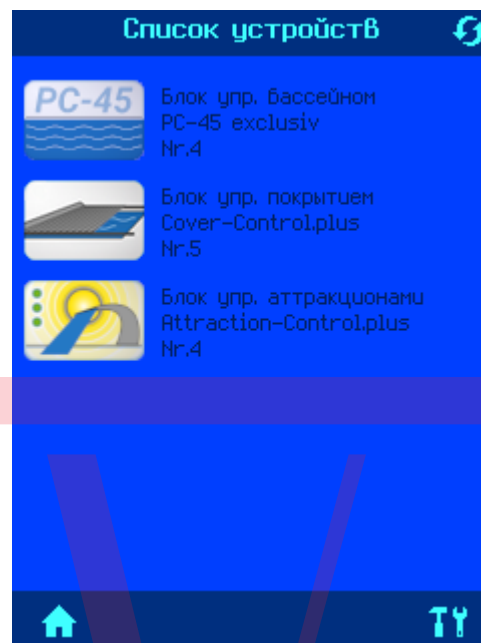 Список устройств
PC-45
Блок упр. бассейном
PC-45 exclusiv
Nr.4
Блок упр. покрытием
Cover-Control.plus
Nr.5
Блок упр. аттракционами
Attraction-Control.plus
Nr.4